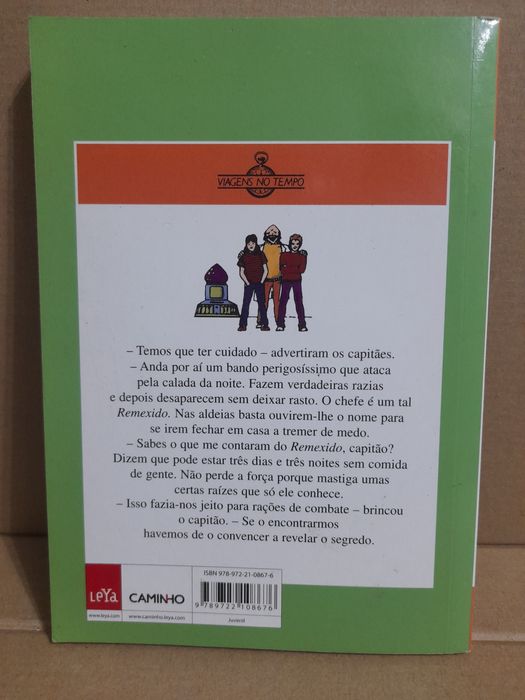 VIAGENS NO TEMPO
– Temos que ter cuidado – advertiram os capitães.
– Anda por aí um bando perigosíssimo que ataca
pela calada da noite. Fazem verdadeiras razias
e depois desaparecem sem deixar rasto. O chefe é um tal
Remexido. Nas aldeias basta ouvirem-lhe o nome para
se irem fechar em casa a tremer de medo.
– Sabes o que me contaram do Remexido, capitão?
Dizem que pode estar três dias e três noites sem comida
de gente. Não perde a força porque mastiga umas
certas raízes que só ele conhece.
– Isso fazia-nos jeito para rações de combate – brincou
o capitão. – Se o encontrarmos
havemos de o convencer a revelar o segredo.
ISBN 978-972-21-0867-6
LeYa
CAMINHO
9 789722 108676
www.leya.com
www.caminho.leya.com
Juvenil